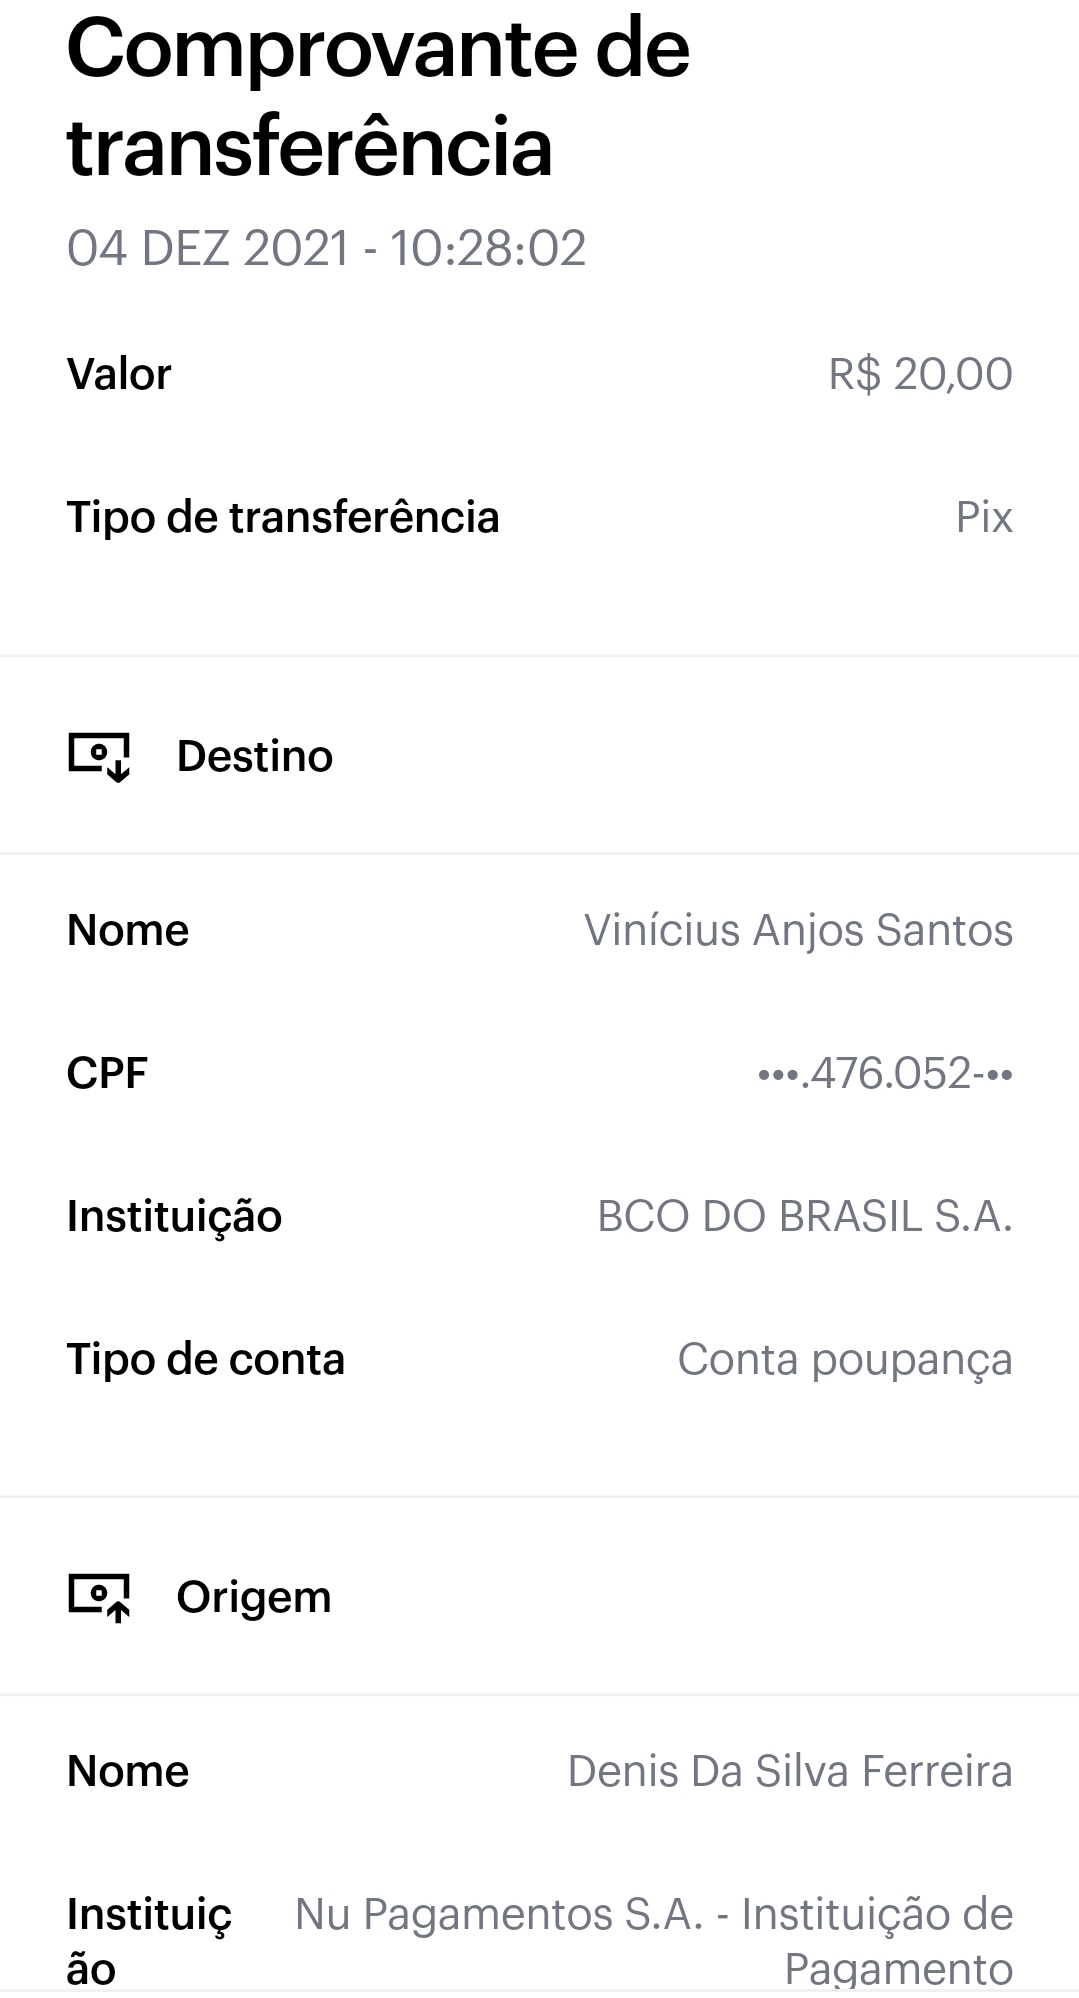 Comprovante de
transferência
04 DEZ 2021 - 10:28:02
Valor R$ 20,00
Tipo de transferência Pix
Destino
Nome Vinícius Anjos Santos
CPF •••.476.052-••
Instituição BCO DO BRASIL S.A.
Tipo de conta Conta poupança
Origem
Nome Denis Da Silva Ferreira
Instituiç Nu Pagamentos S.A. - Instituição de
ão Pagamento